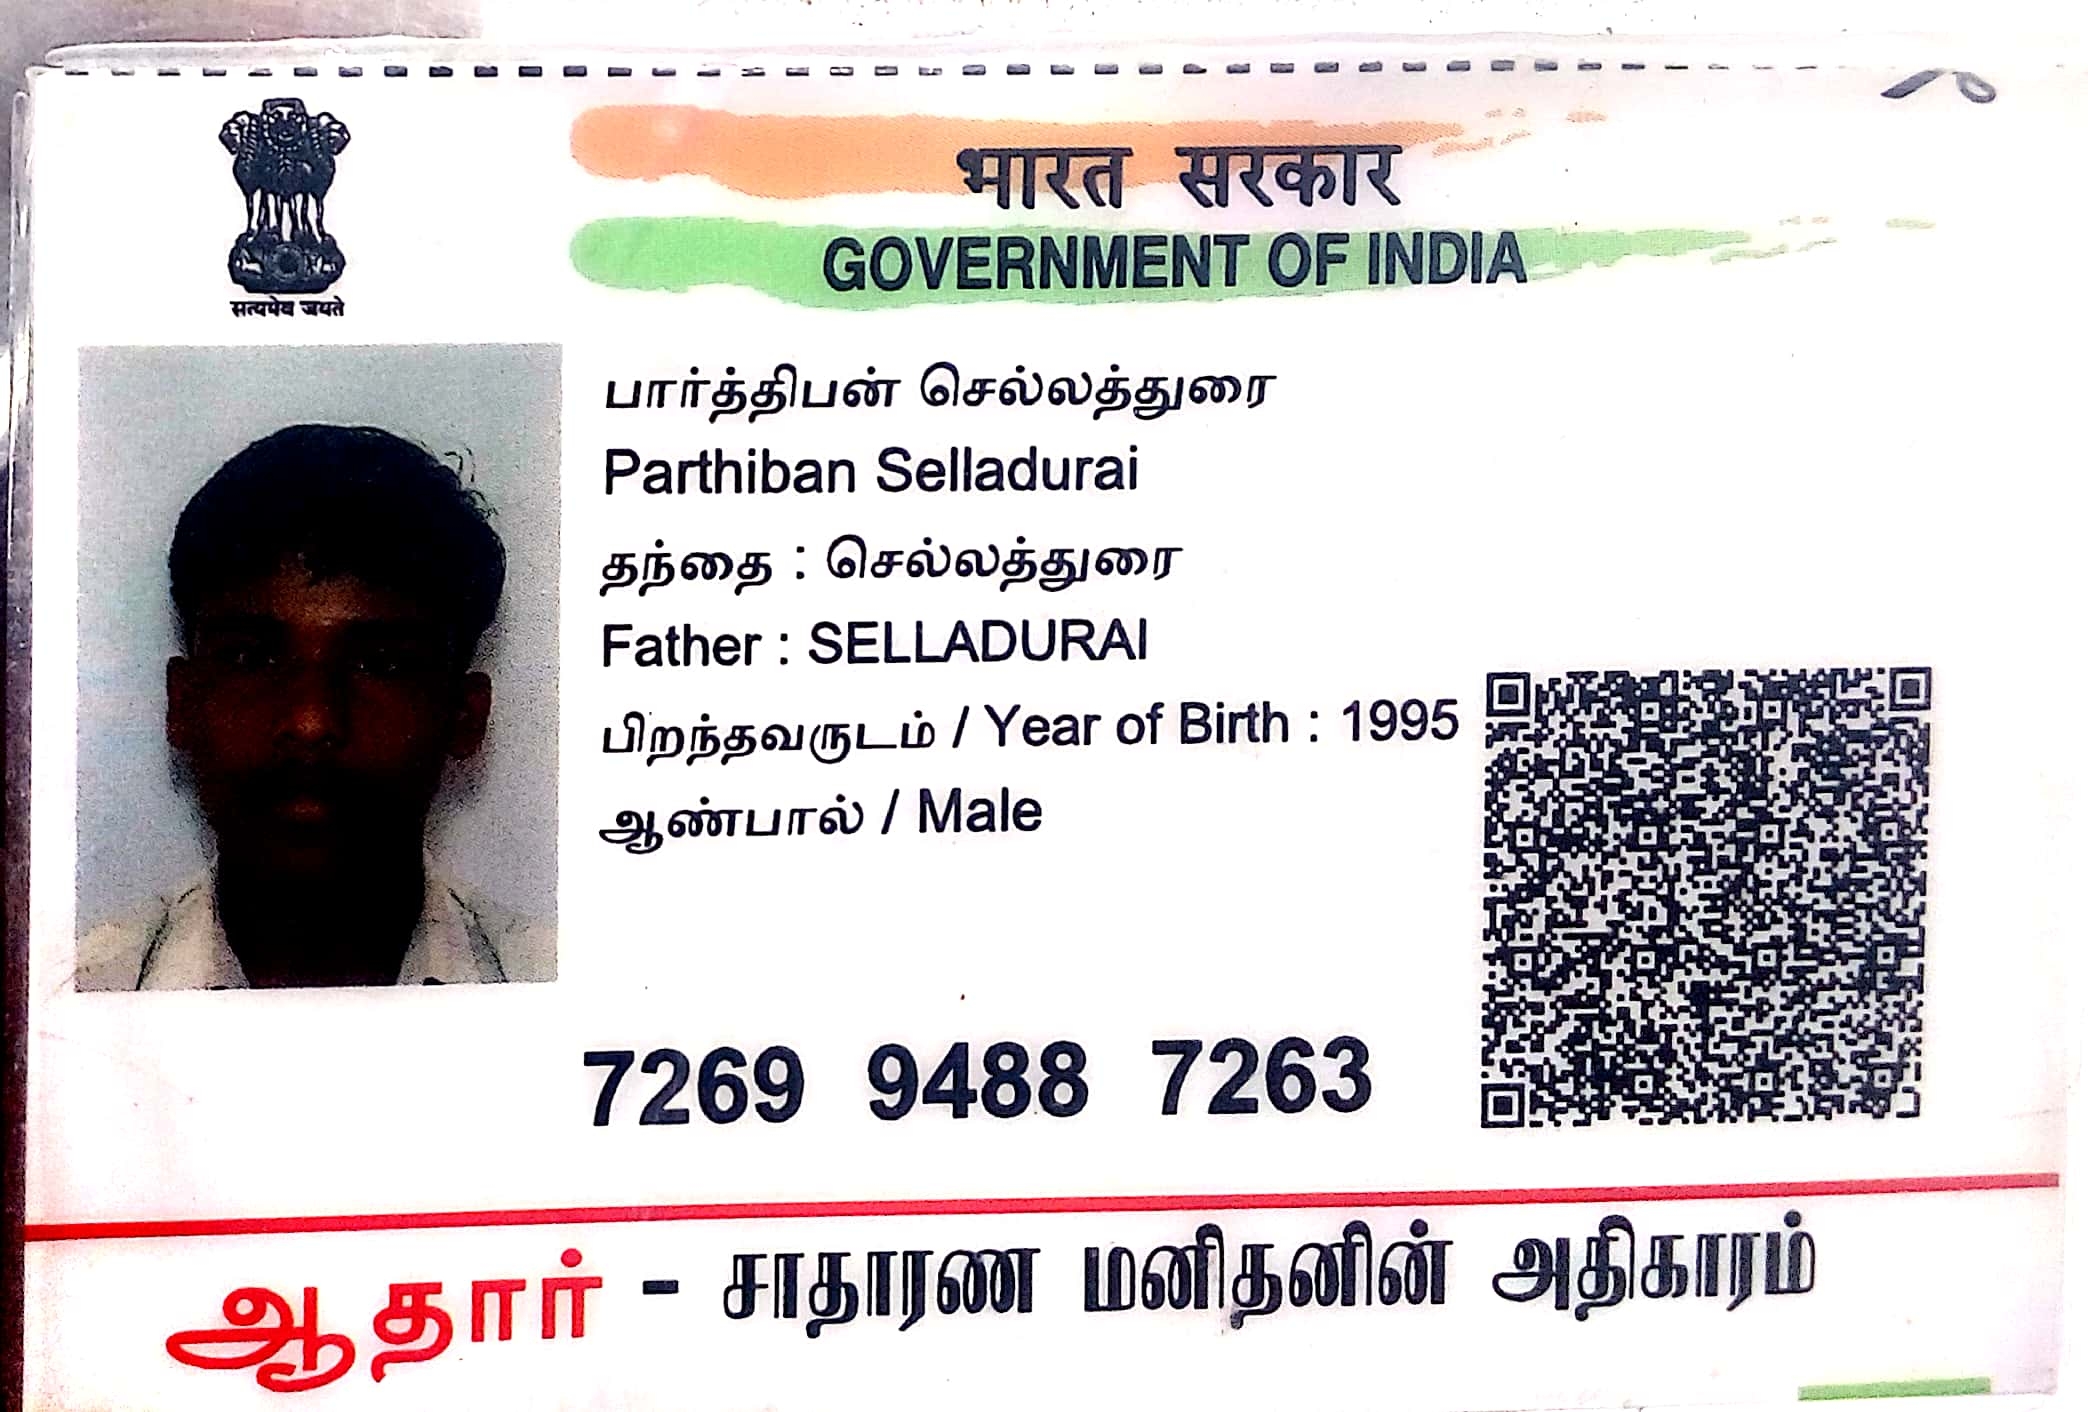 भारत सरकार
GOVERNMENT OF INDIA
सत्यमेव जयते
பார்த்திபன் செல்லத்துரை
Parthiban Selladurai
தந்தை : செல்லத்துரை
Father : SELLADURAI
பிறந்தவருடம் / Year of Birth : 1995
ஆண்பால் / Male
7269 9488 7263
ஆதார் - சாதாரண மனிதனின் அதிகாரம்